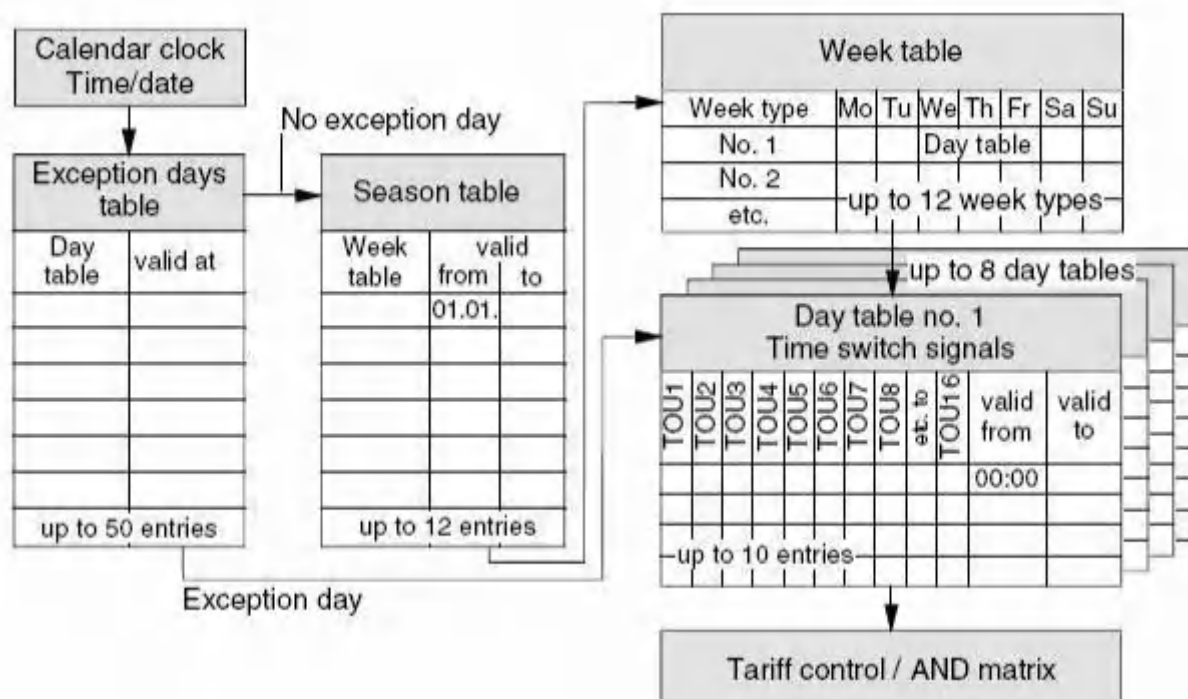 Calendar clock
Time/date
No exception day
Exception days
table
Day
table
valid at
up to 50 entries
Exception day
Season table
Week
table
valid
from
to
01.01.
up to 12 entries
Week table
Week type Mo Tu We Th Fr Sa Su
No. 1 Day table
No. 2
up to 12 week types
etc.
up to 8 day tables
Day table no. 1
Time switch signals
TOU1 TOU2 TOU3 TOU4 TOU5 TOU6 TOU7 TOU8 etc. to TOU16
valid
from
valid
to
00:00
up to 10 entries
Tariff control / AND matrix